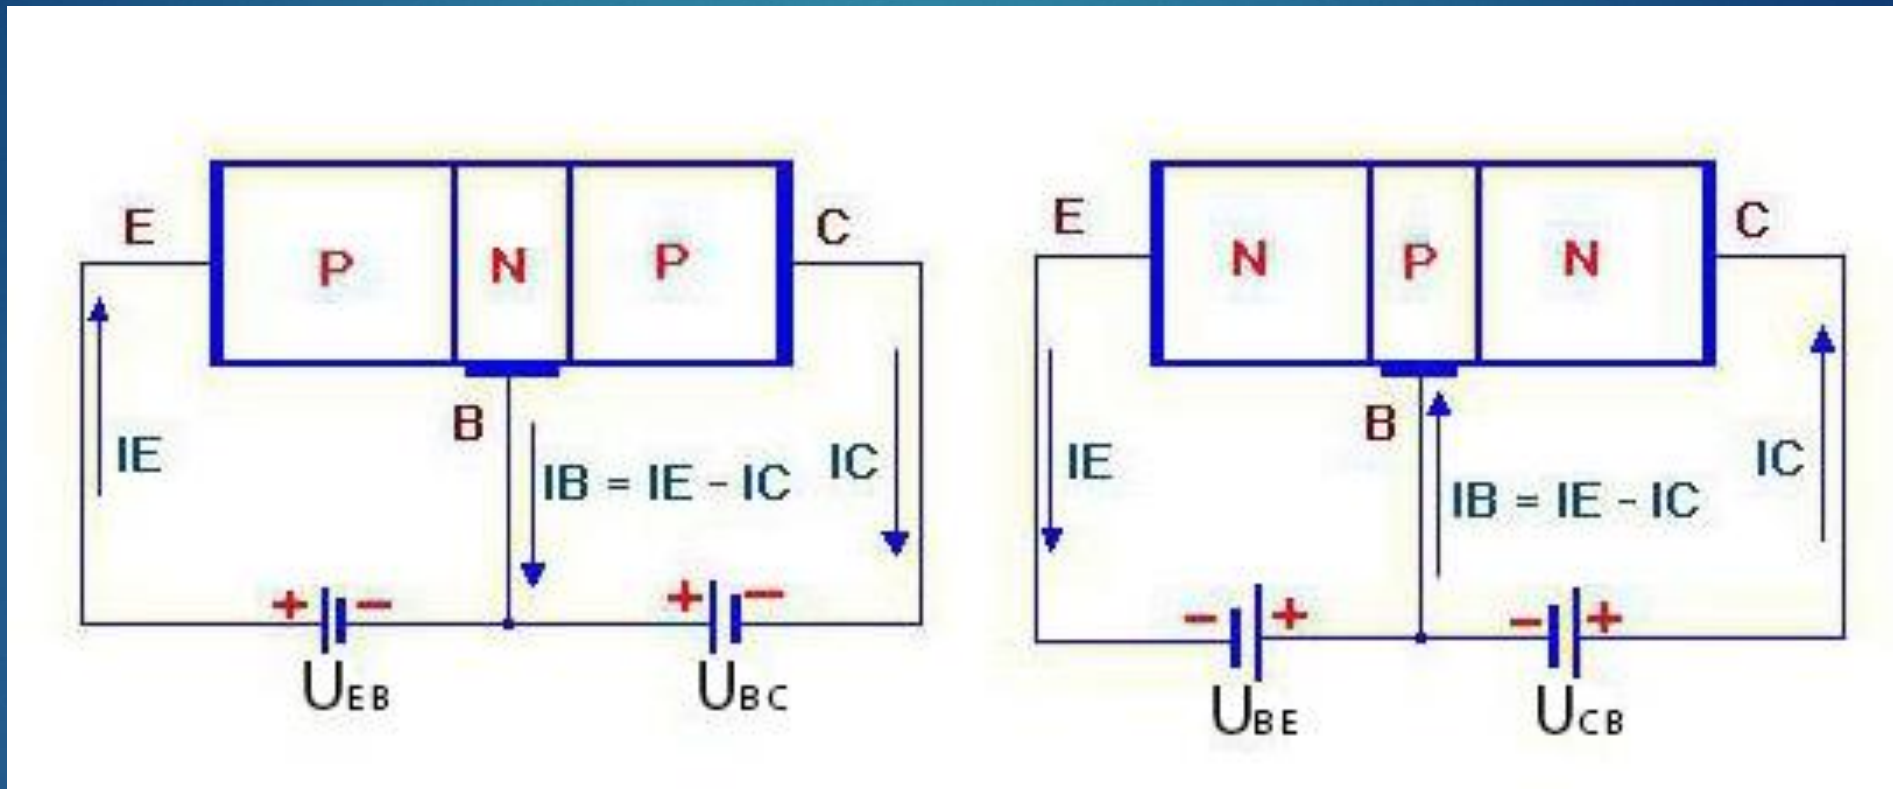 E
P
N
P
C
B
IE
IB = IE - IC
IC
+ −
+ −
UEB
UBC
E
N
P
N
C
B
IE
IB = IE - IC
IC
− +
− +
UBE
UCB